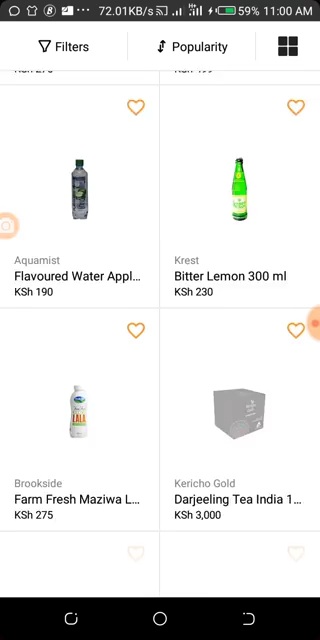 72.01KB/s 59% 11:00 AM
Filters Popularity
Aquamist
Flavoured Water Appl...
KSh 190
Krest
Bitter Lemon 300 ml
KSh 230
LALA
Brookside
Farm Fresh Maziwa L...
KSh 275
Kericho Gold
Darjeeling Tea India 1...
KSh 3,000